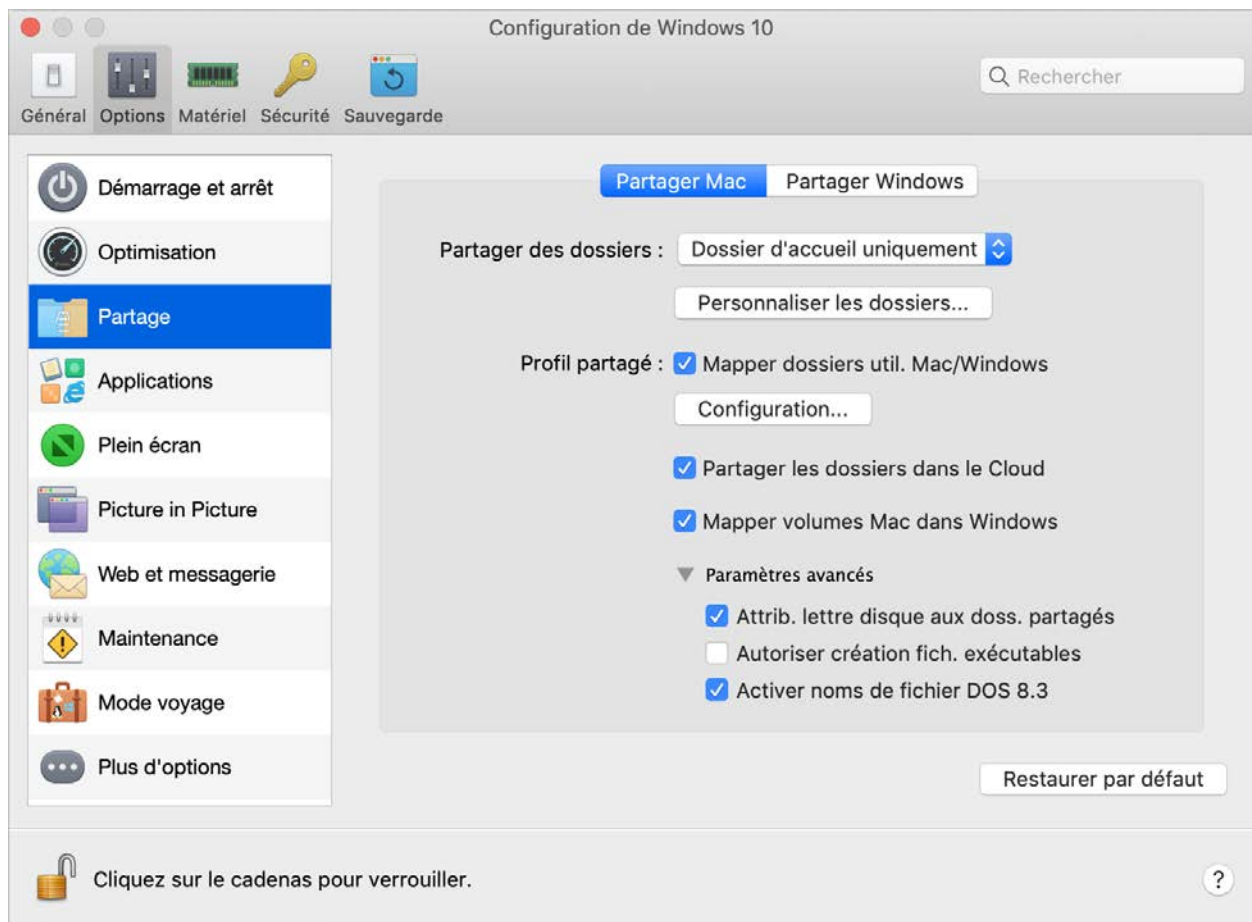 Configuration de Windows 10
Rechercher
Général Options Matériel Sécurité Sauvegarde
Démarrage et arrêt
Optimisation
Partage
Applications
Plein écran
Picture in Picture
Web et messagerie
Maintenance
Mode voyage
Plus d'options
Partager Mac Partager Windows
Partager des dossiers : Dossier d'accueil uniquement
Personnaliser les dossiers...
Profil partagé : Mapper dossiers util. Mac/Windows
Configuration...
Partager les dossiers dans le Cloud
Mapper volumes Mac dans Windows
Paramètres avancés
Attrib. lettre disque aux doss. partagés
Autoriser création fich. exécutables
Activer noms de fichier DOS 8.3
Restaurer par défaut
Cliquez sur le cadenas pour verrouiller.
?